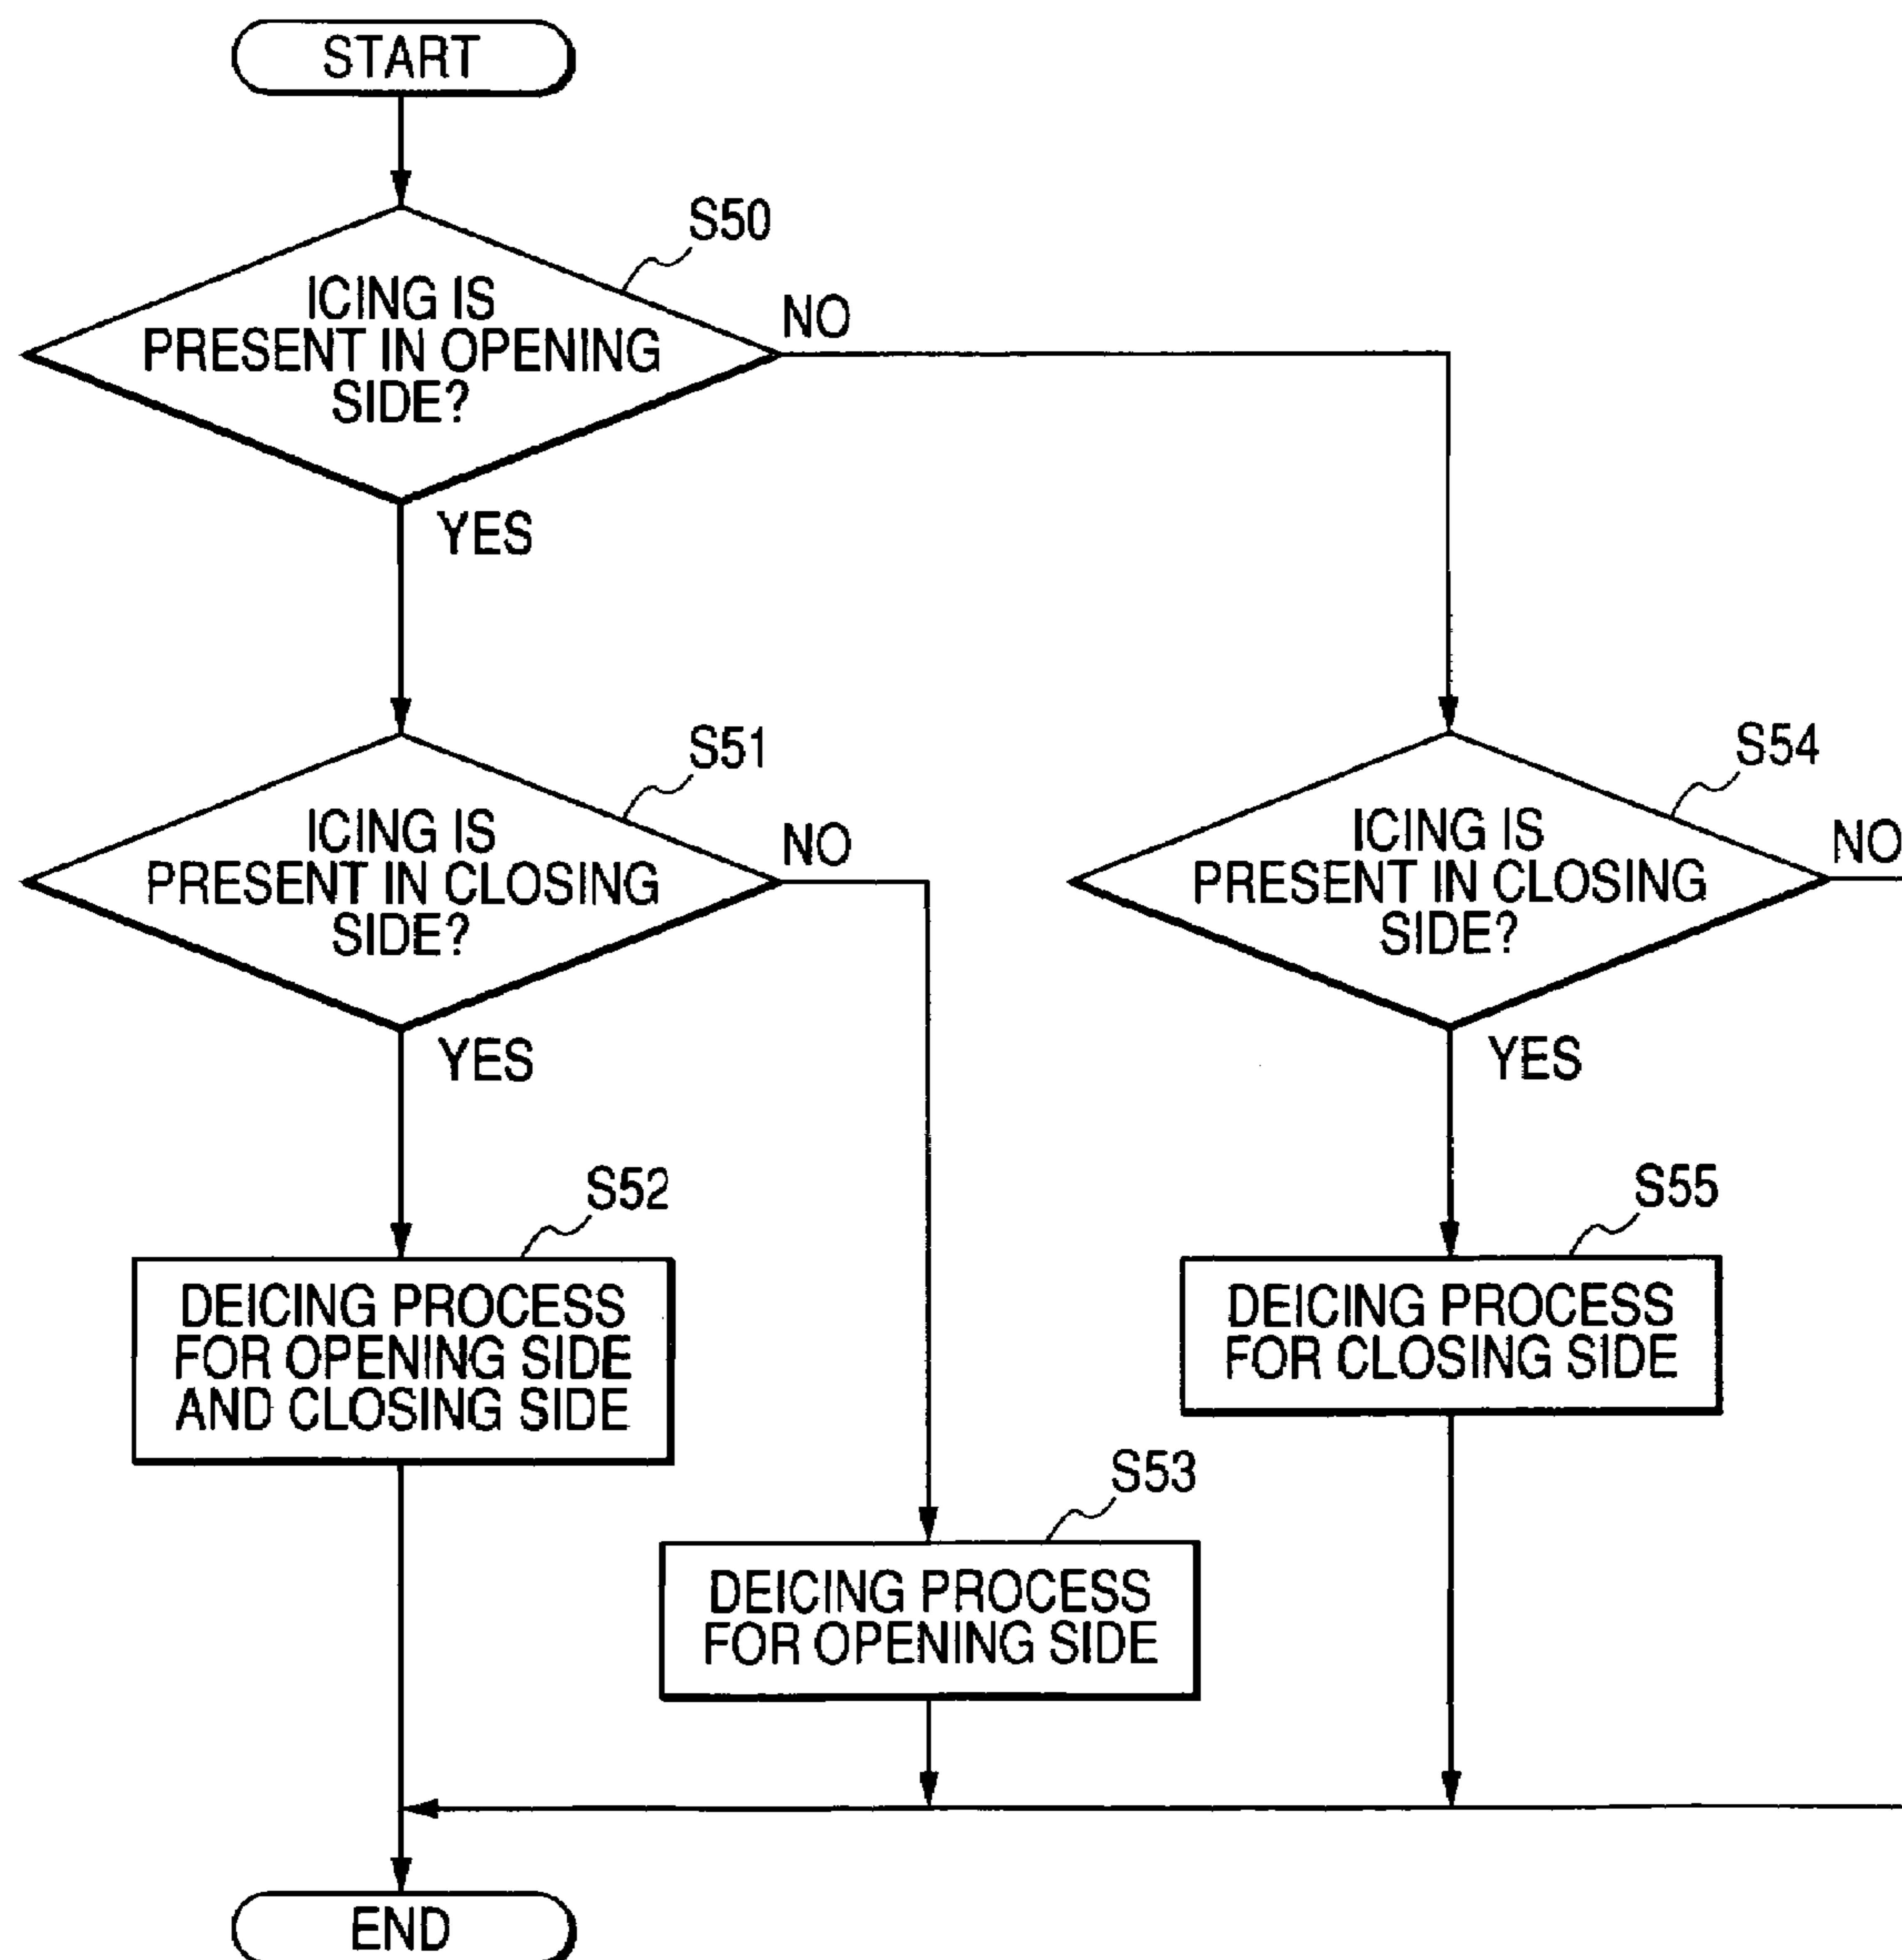 START
S50
ICING IS
PRESENT IN OPENING
SIDE?
NO
YES
S51
ICING IS
PRESENT IN CLOSING
SIDE?
NO
YES
S54
ICING IS
PRESENT IN CLOSING
SIDE?
NO
YES
S52
DEICING PROCESS
FOR OPENING SIDE
AND CLOSING SIDE
S55
DEICING PROCESS
FOR CLOSING SIDE
S53
DEICING PROCESS
FOR OPENING SIDE
END